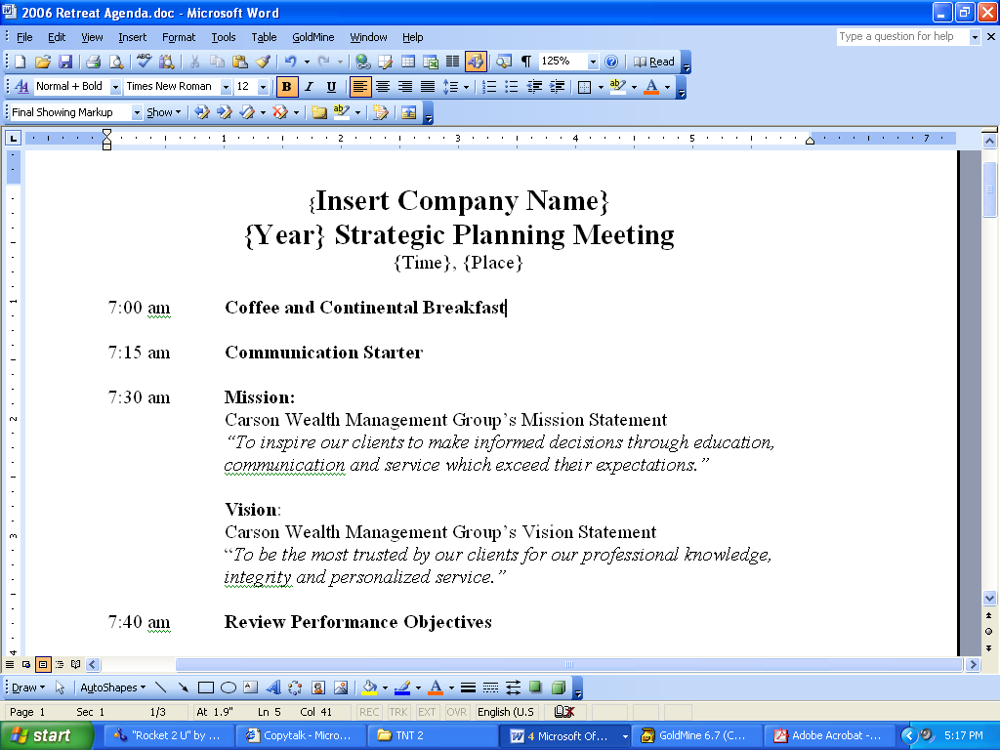 2006 Retreat Agenda.doc - Microsoft Word
File Edit View Insert Format Tools Table GoldMine Window Help Type a question for help
125% Read
Normal + Bold Times New Roman 12 B I U
Final Showing Markup Show
1 2 3 4 5 7
{Insert Company Name}
{Year} Strategic Planning Meeting
{Time}, {Place}
7:00 am Coffee and Continental Breakfast
7:15 am Communication Starter
7:30 am Mission:
Carson Wealth Management Group’s Mission Statement
“To inspire our clients to make informed decisions through education,
communication and service which exceed their expectations.”
Vision:
Carson Wealth Management Group’s Vision Statement
“To be the most trusted by our clients for our professional knowledge,
integrity and personalized service.”
7:40 am Review Performance Objectives
Draw AutoShapes
Page 1 Sec 1 1/3 At 1.9" Ln 5 Col 41 REC TRK EXT OVR English (U.S
start "Rocket 2 U" by ... Copytalk - Micro... TNT 2 4 Microsoft Of... GoldMine 6.7 (C... Adobe Acrobat -... 5:17 PM